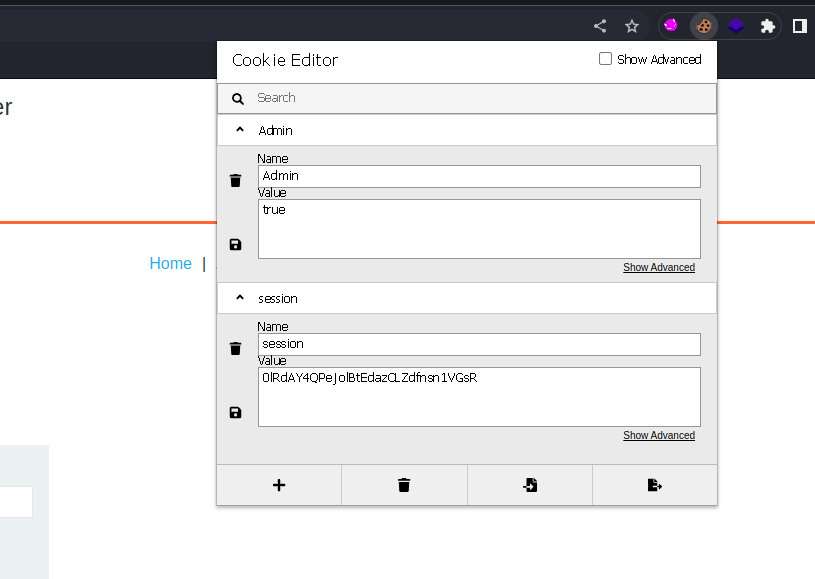 Cookie Editor
Show Advanced
er
Search
Admin
Name
Admin
Value
true
Home |
Show Advanced
session
Name
session
Value
0lRdAY4QPeJolBtEdazCLZdfnsn1VGsR
Show Advanced